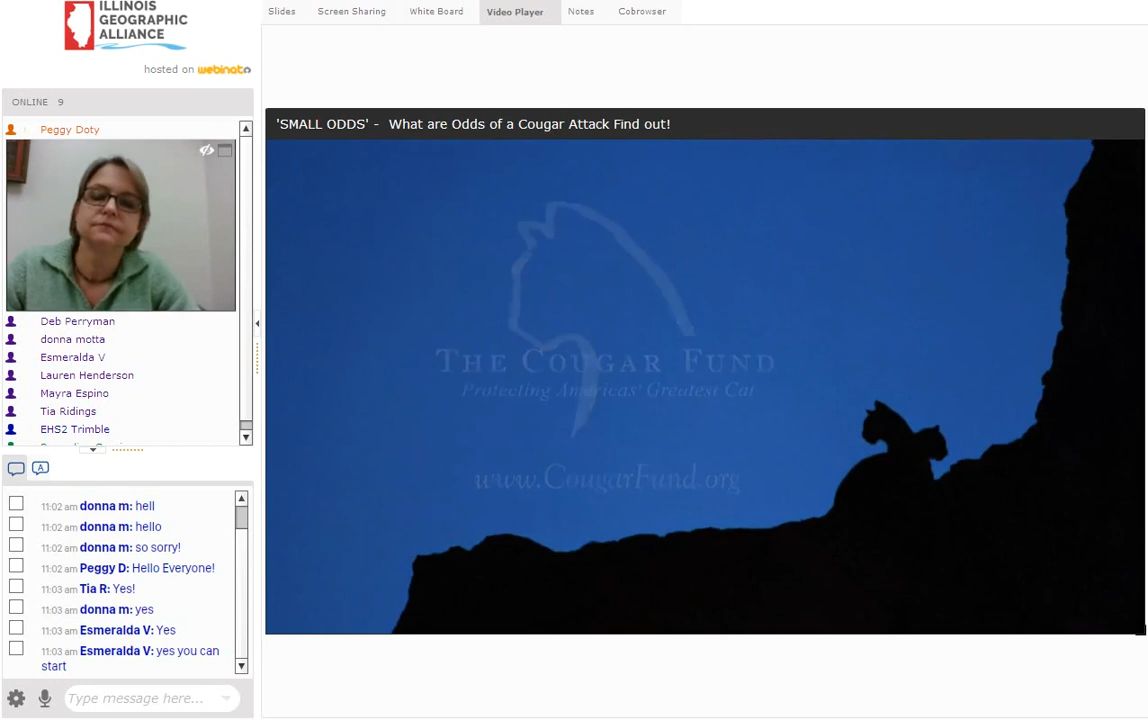 ILLINOIS
GEOGRAPHIC
ALLIANCE
hosted on webinato
Slides Screen Sharing White Board Video Player Notes Cobrowser
ONLINE 9
Peggy Doty
Deb Perryman
donna motta
Esmeralda V
Lauren Henderson
Mayra Espino
Tia Ridings
EHS2 Trimble
A
11:02 am donna m: hell
11:02 am donna m: hello
11:02 am donna m: so sorry!
11:02 am Peggy D: Hello Everyone!
11:03 am Tia R: Yes!
11:03 am donna m: yes
11:03 am Esmeralda V: Yes
11:03 am Esmeralda V: yes you can
start
Type message here...
'SMALL ODDS' - What are Odds of a Cougar Attack Find out!
THE COUGAR FUND
Protecting Americas' Greatest Cat
www.CougarFund.org